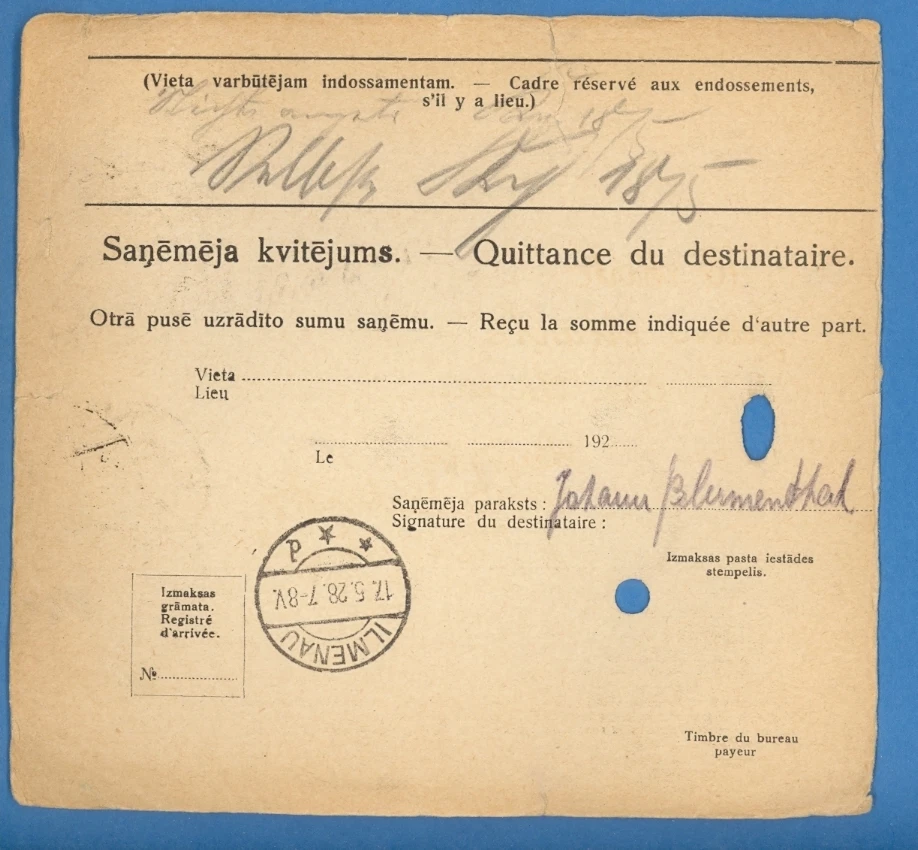 (Vieta varbūtējam indossamentam. — Cadre réservé aux endossements,
s'il y a lieu.)
18/5
Saņēmēja kvitējums. — Quittance du destinataire.
Otrā pusē uzrādīto sumu saņēmu. — Reçu la somme indiquée d'autre part.
Vieta
Lieu
192
Le
Saņēmēja paraksts : Johann Blumenthal
Signature du destinataire :
Izmaksas pasta iestādes
stempelis.
Izmaksas
grāmata.
Registré
d'arrivée.
№
17.5.28.7-8V.
ILMENAU
Timbre du bureau
payeur